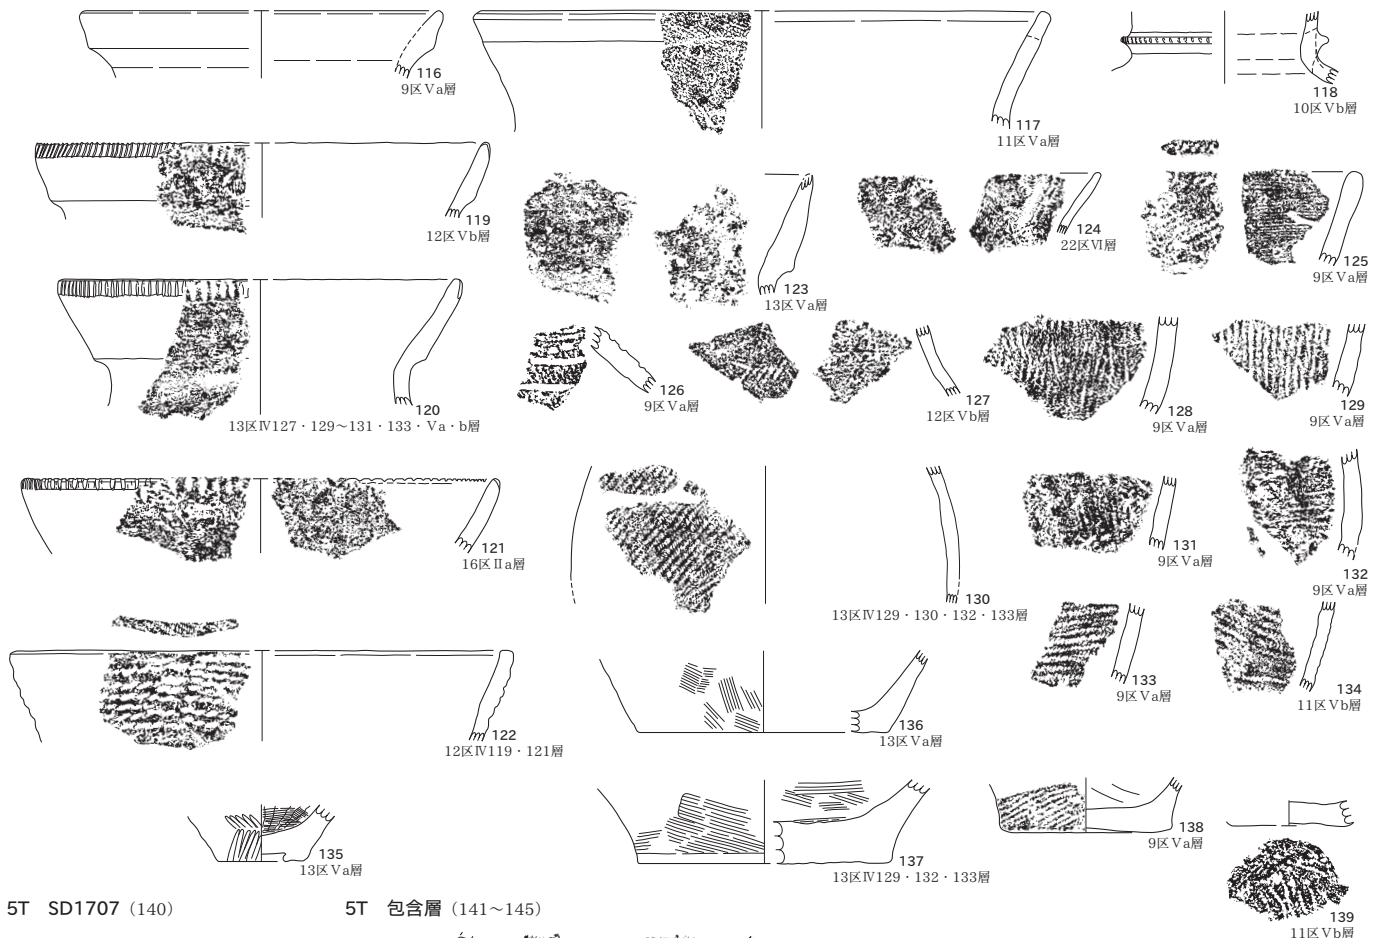 116
9区Ⅴa層
117
11区Ⅴa層
118
10区Ⅴb層
119
12区Ⅴb層
123
13区Ⅴa層
124
22区Ⅵ層
125
9区Ⅴa層
120
13区Ⅳ127・129～131・133・Ⅴa・b層
126
9区Ⅴa層
127
12区Ⅴb層
128
9区Ⅴa層
129
9区Ⅴa層
121
16区Ⅱa層
130
13区Ⅳ129・130・132・133層
131
9区Ⅴa層
132
9区Ⅴa層
122
12区Ⅳ119・121層
136
13区Ⅴa層
133
9区Ⅴa層
134
11区Ⅴb層
135
13区Ⅴa層
137
13区Ⅳ129・132・133層
138
9区Ⅴa層
139
11区Ⅴb層
5T　SD1707（140）
5T　包含層（141～145）